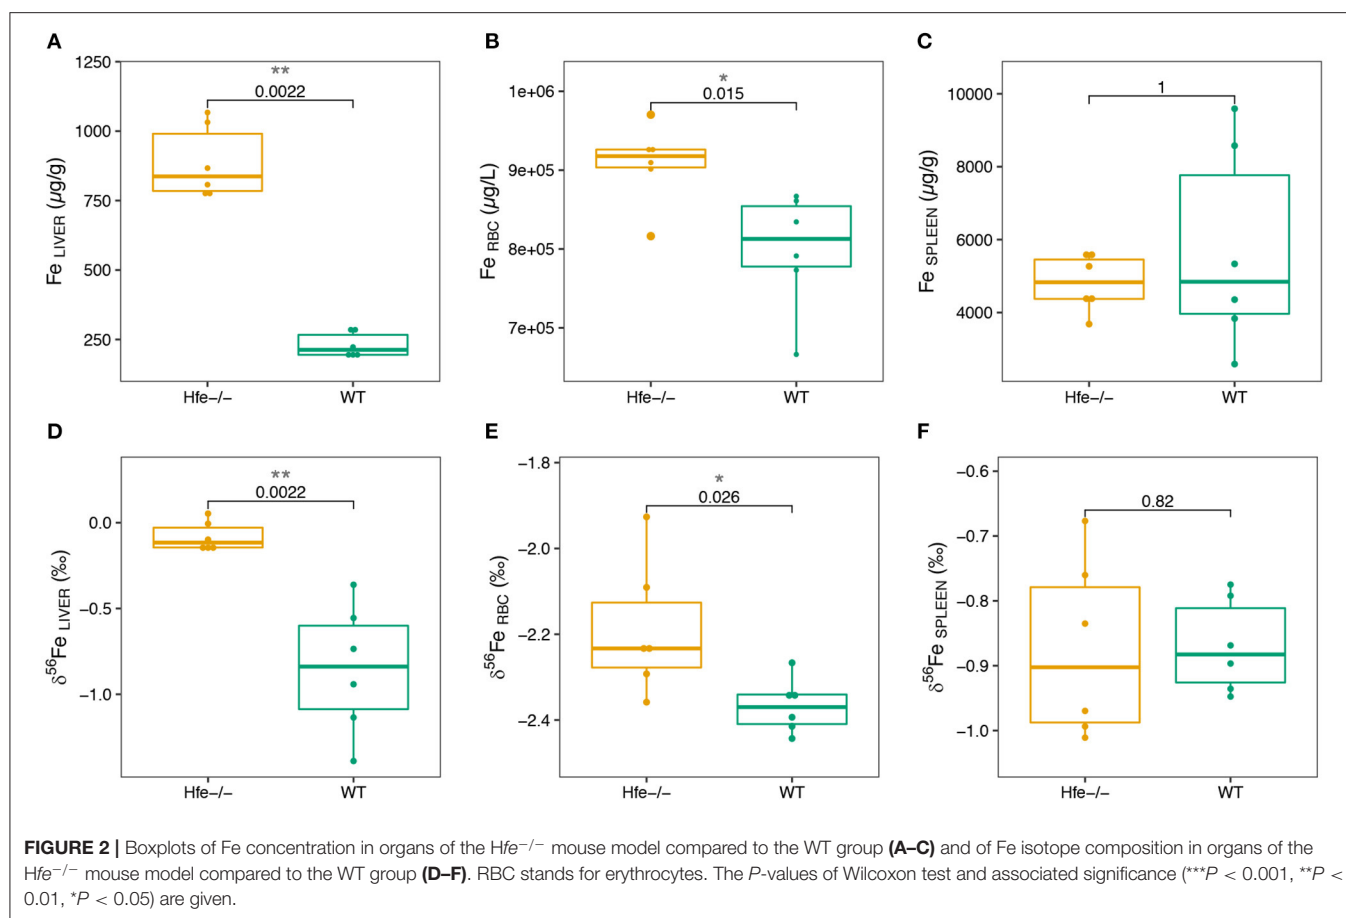 A
Fe LIVER (µg/g)
1250
1000
750
500
250
**
0.0022
Hfe−/−
WT
B
Fe RBC (µg/L)
1e+06
9e+05
8e+05
7e+05
*
0.015
Hfe−/−
WT
C
Fe SPLEEN (µg/g)
10000
8000
6000
4000
1
Hfe−/−
WT
D
δ56Fe LIVER (‰)
0.0
−0.5
−1.0
**
0.0022
Hfe−/−
WT
E
δ56Fe RBC (‰)
−1.8
−2.0
−2.2
−2.4
*
0.026
Hfe−/−
WT
F
δ56Fe SPLEEN (‰)
−0.6
−0.7
−0.8
−0.9
−1.0
0.82
Hfe−/−
WT
FIGURE 2 | Boxplots of Fe concentration in organs of the Hfe−/− mouse model compared to the WT group (A–C) and of Fe isotope composition in organs of the
Hfe−/− mouse model compared to the WT group (D–F). RBC stands for erythrocytes. The P-values of Wilcoxon test and associated significance (***P < 0.001, **P <
0.01, *P < 0.05) are given.